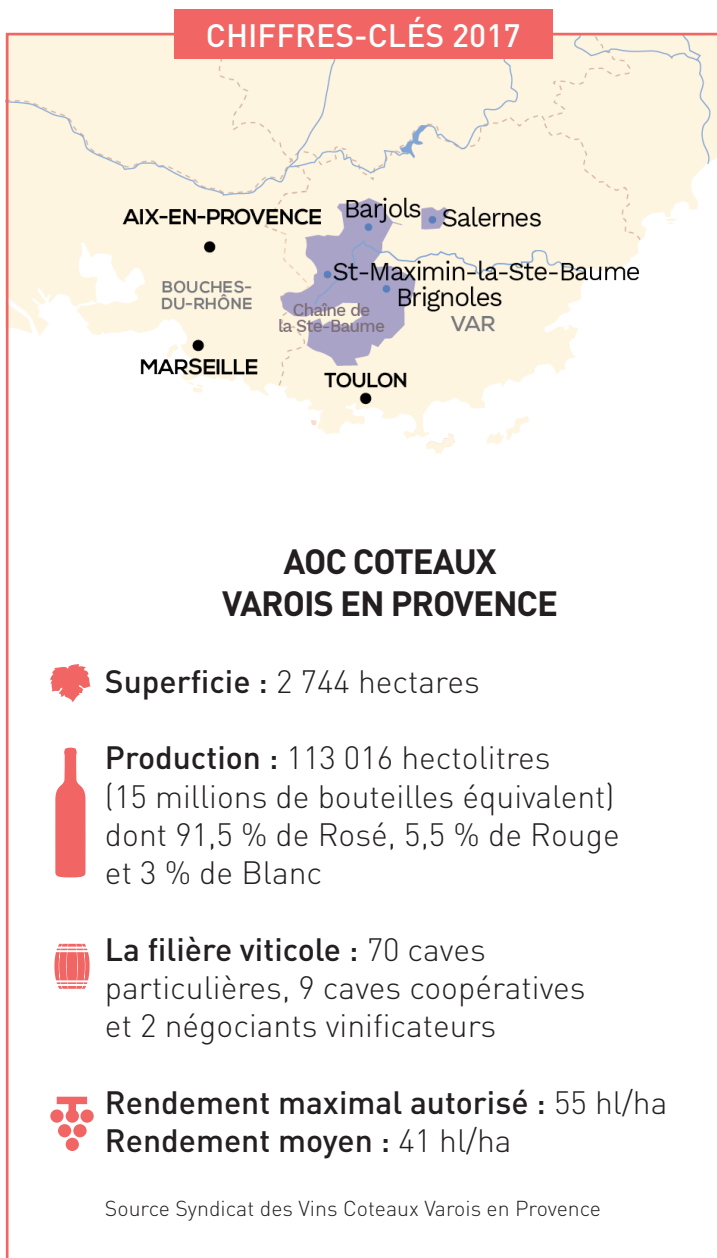 CHIFFRES-CLÉS 2017
Barjols
AIX-EN-PROVENCE
Salernes
St-Maximin-la-Ste-Baume
BOUCHES-
DU-RHÔNE
Brignoles
Chaîne de
la Ste-Baume
VAR
MARSEILLE
TOULON
AOC COTEAUX
VAROIS EN PROVENCE
Superficie : 2 744 hectares
Production : 113 016 hectolitres
(15 millions de bouteilles équivalent)
dont 91,5 % de Rosé, 5,5 % de Rouge
et 3 % de Blanc
La filière viticole : 70 caves
particulières, 9 caves coopératives
et 2 négociants vinificateurs
Rendement maximal autorisé : 55 hl/ha
Rendement moyen : 41 hl/ha
Source Syndicat des Vins Coteaux Varois en Provence